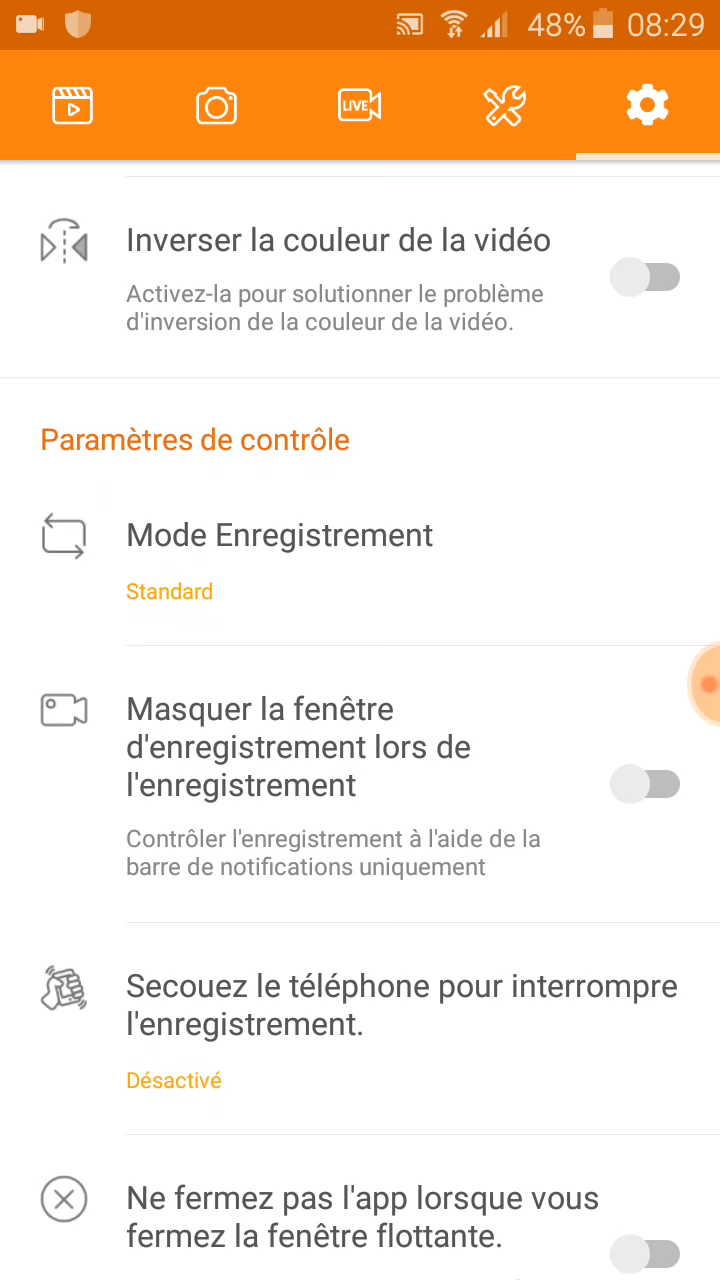 48% 08:29
LIVE
Inverser la couleur de la vidéo
Activez-la pour solutionner le problème
d'inversion de la couleur de la vidéo.
Paramètres de contrôle
Mode Enregistrement
Standard
Masquer la fenêtre
d'enregistrement lors de
l'enregistrement
Contrôler l'enregistrement à l'aide de la
barre de notifications uniquement
Secouez le téléphone pour interrompre
l'enregistrement.
Désactivé
Ne fermez pas l'app lorsque vous
fermez la fenêtre flottante.